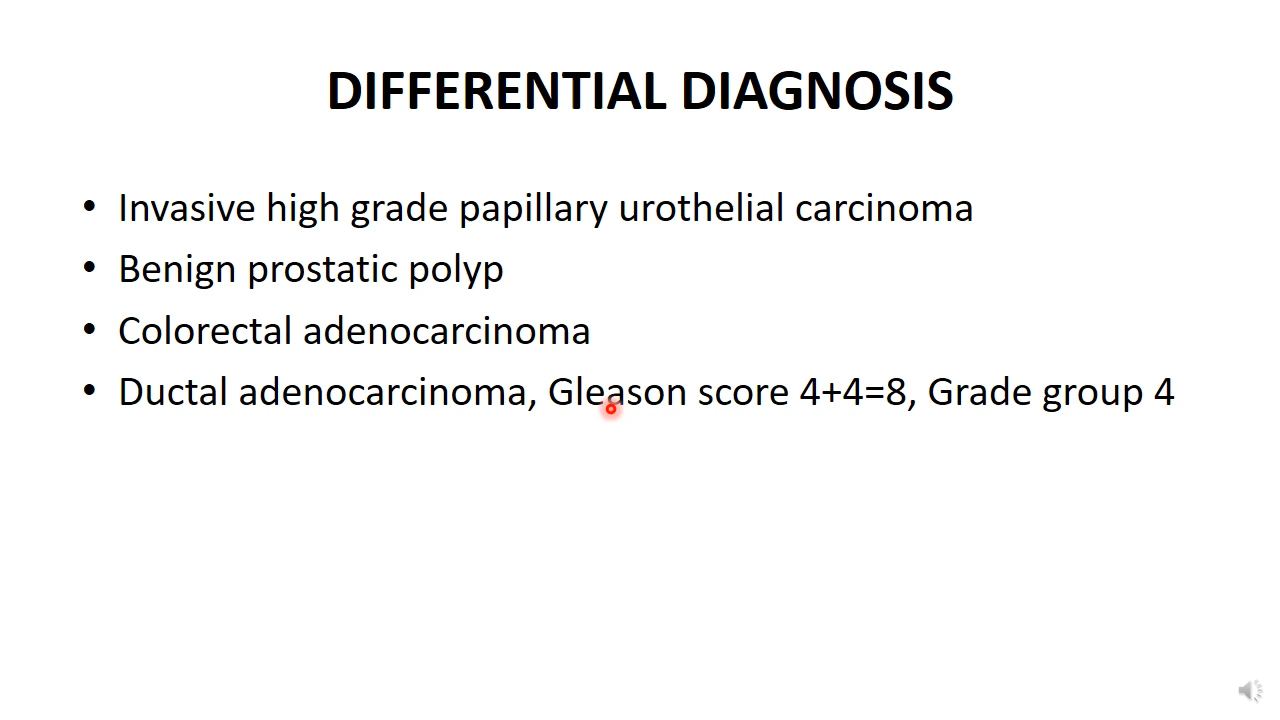 DIFFERENTIAL DIAGNOSIS
• Invasive high grade papillary urothelial carcinoma
• Benign prostatic polyp
• Colorectal adenocarcinoma
• Ductal adenocarcinoma, Gleason score 4+4=8, Grade group 4